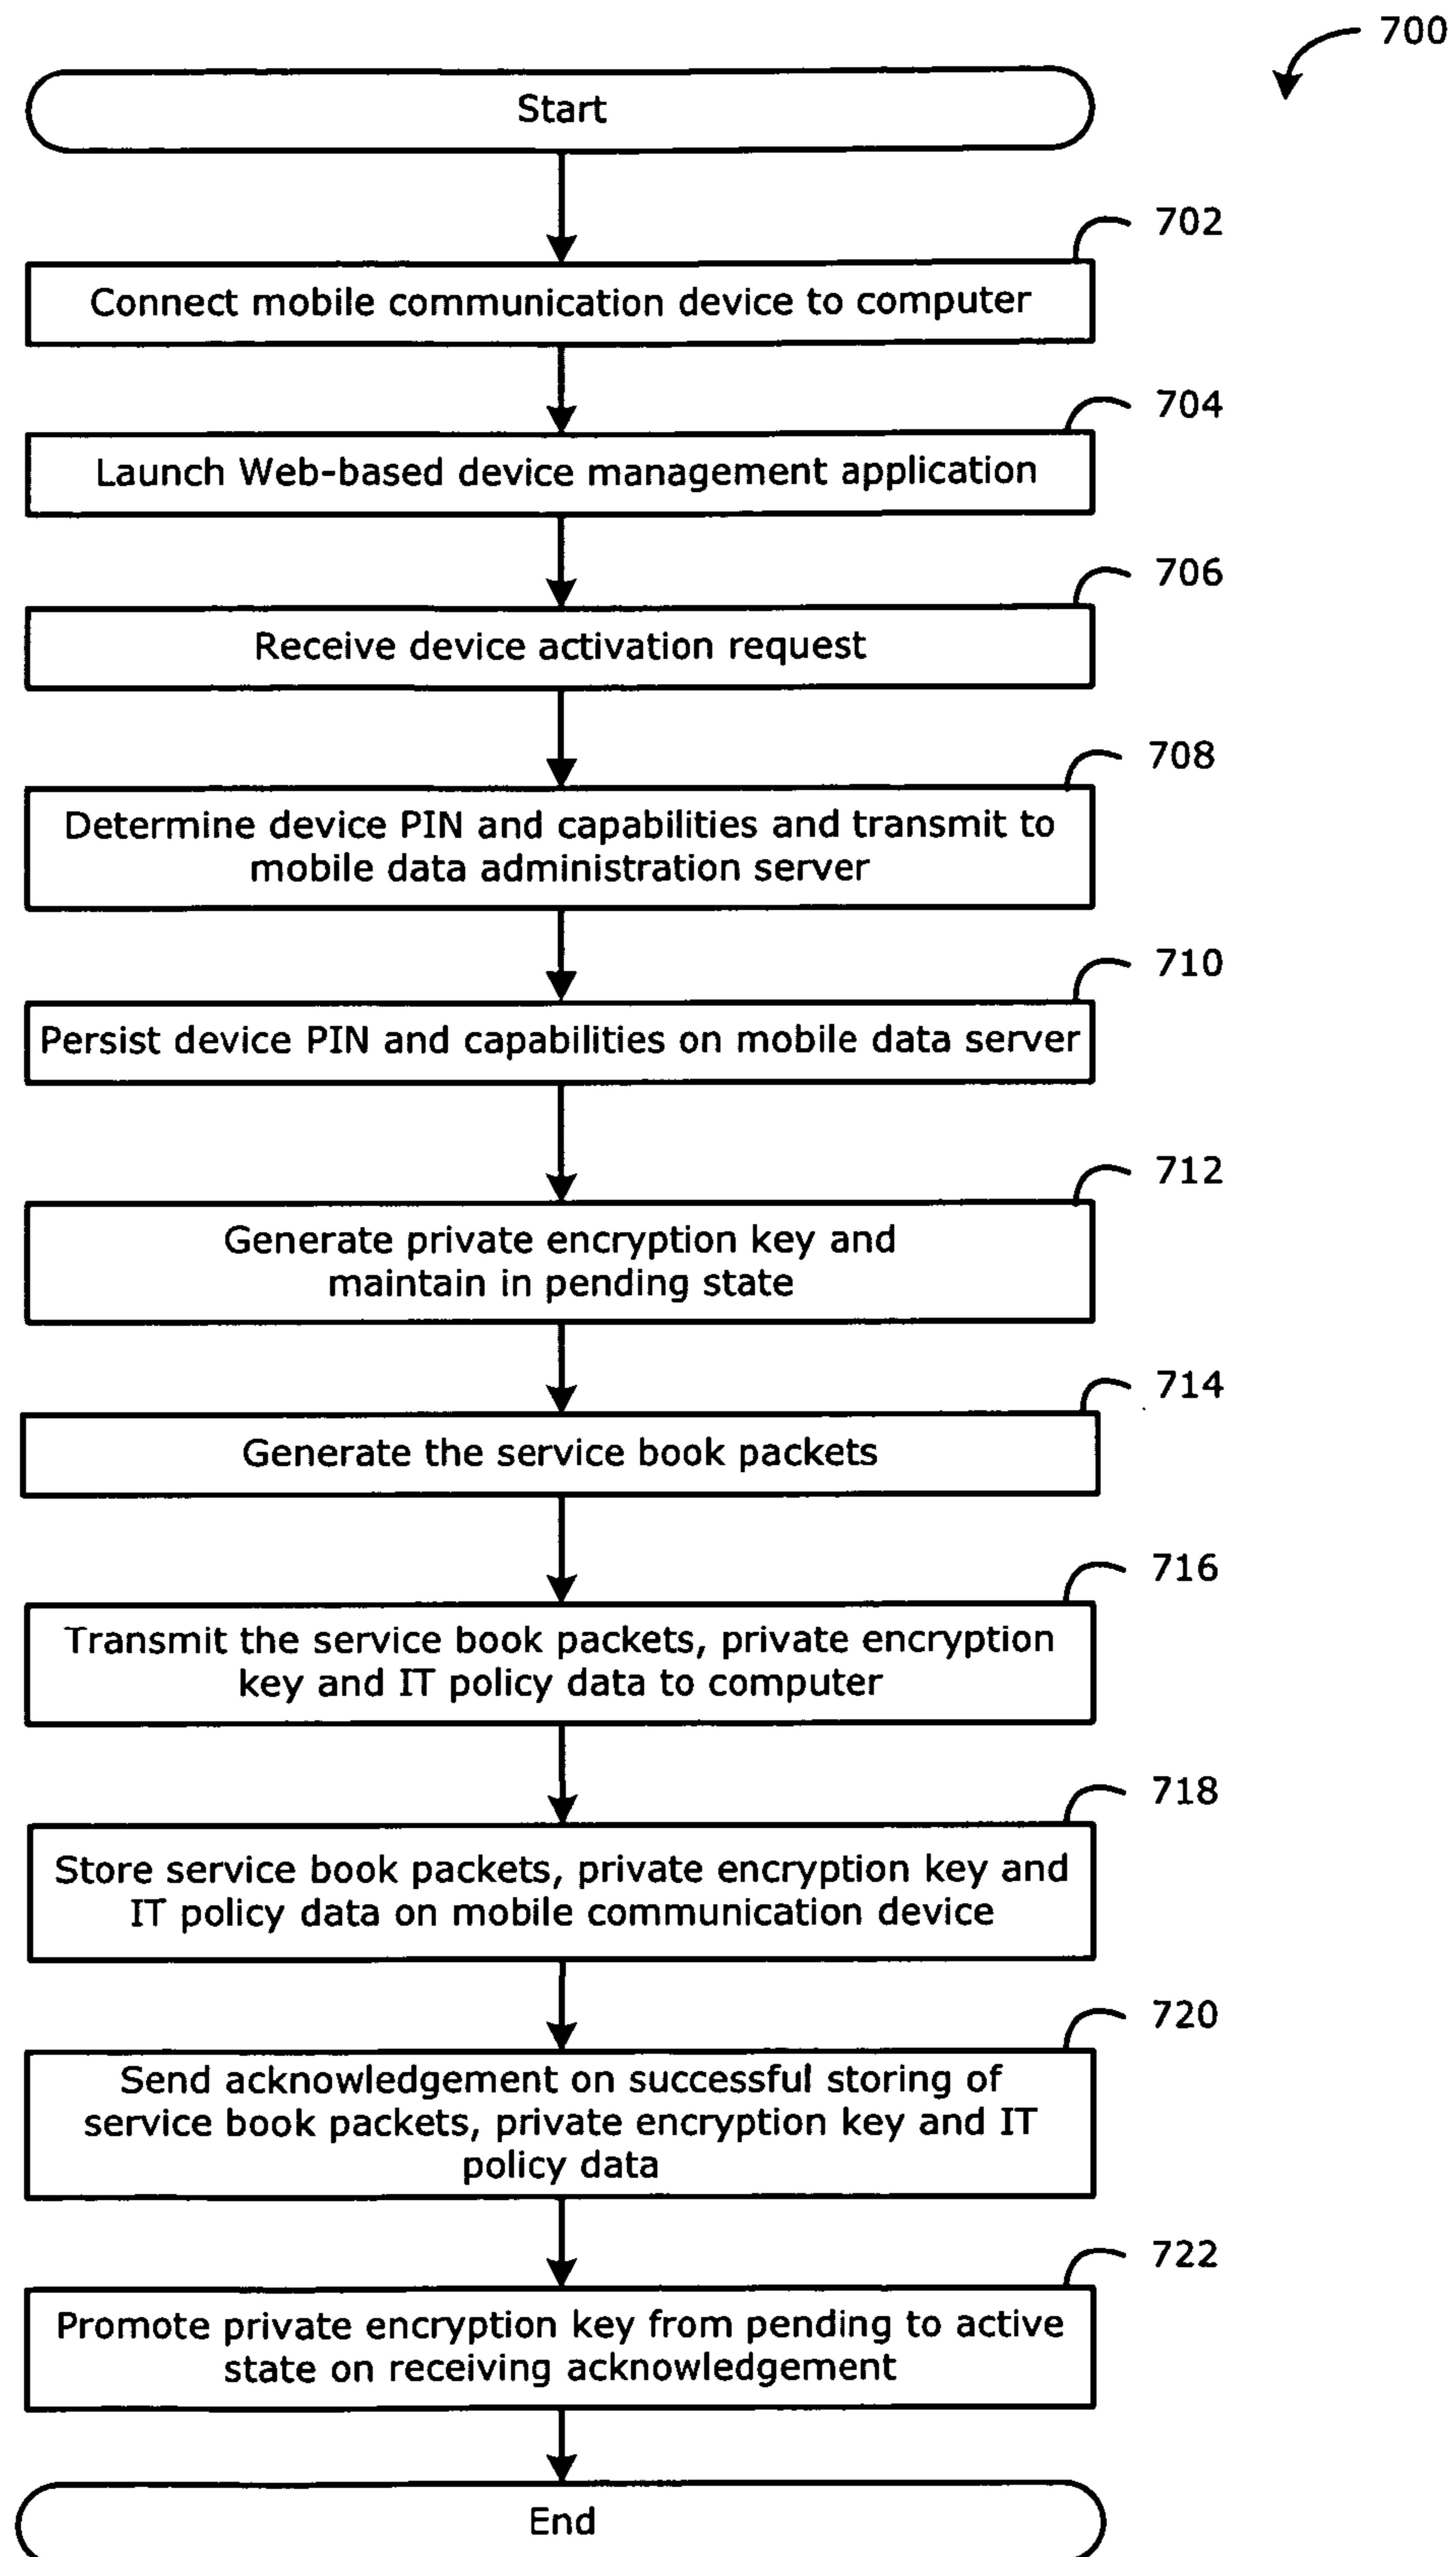 700
Start
702
Connect mobile communication device to computer
704
Launch Web-based device management application
706
Receive device activation request
708
Determine device PIN and capabilities and transmit to
mobile data administration server
710
Persist device PIN and capabilities on mobile data server
712
Generate private encryption key and
maintain in pending state
714
Generate the service book packets
716
Transmit the service book packets, private encryption
key and IT policy data to computer
718
Store service book packets, private encryption key and
IT policy data on mobile communication device
720
Send acknowledgement on successful storing of
service book packets, private encryption key and IT
policy data
722
Promote private encryption key from pending to active
state on receiving acknowledgement
End